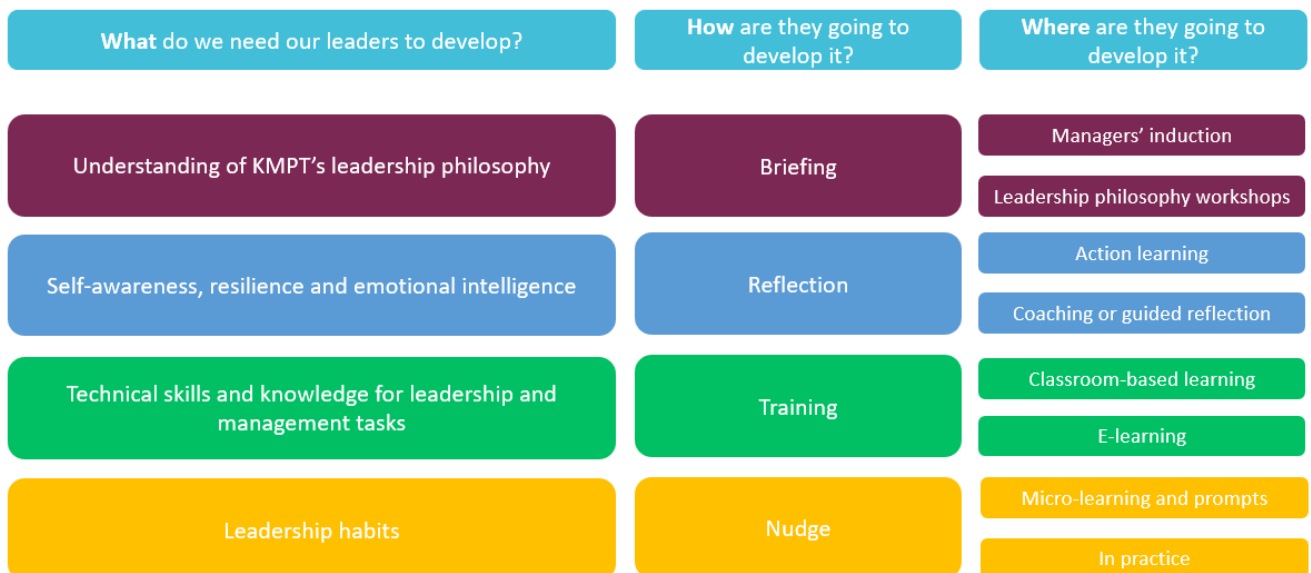 What do we need our leaders to develop?
How are they going to
develop it?
Where are they going to
develop it?
Understanding of KMPT’s leadership philosophy
Briefing
Managers’ induction
Leadership philosophy workshops
Self-awareness, resilience and emotional intelligence
Reflection
Action learning
Coaching or guided reflection
Technical skills and knowledge for leadership and
management tasks
Training
Classroom-based learning
E-learning
Leadership habits
Nudge
Micro-learning and prompts
In practice